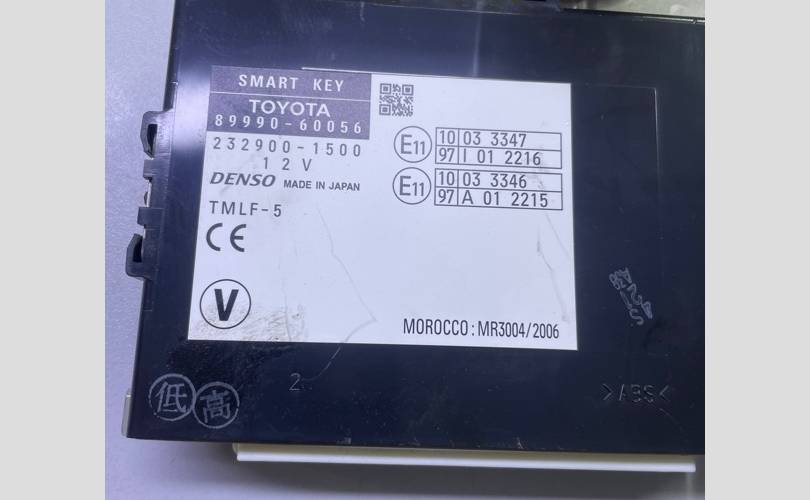 SMART KEY
TOYOTA
89990-60056
232900-1500
12V
DENSO MADE IN JAPAN
TMLF-5
CE
V
E11
10 03 3347
97 I 01 2216
E11
10 03 3346
97 A 01 2215
MOROCCO : MR3004/2006
2
>ABS<
低 高